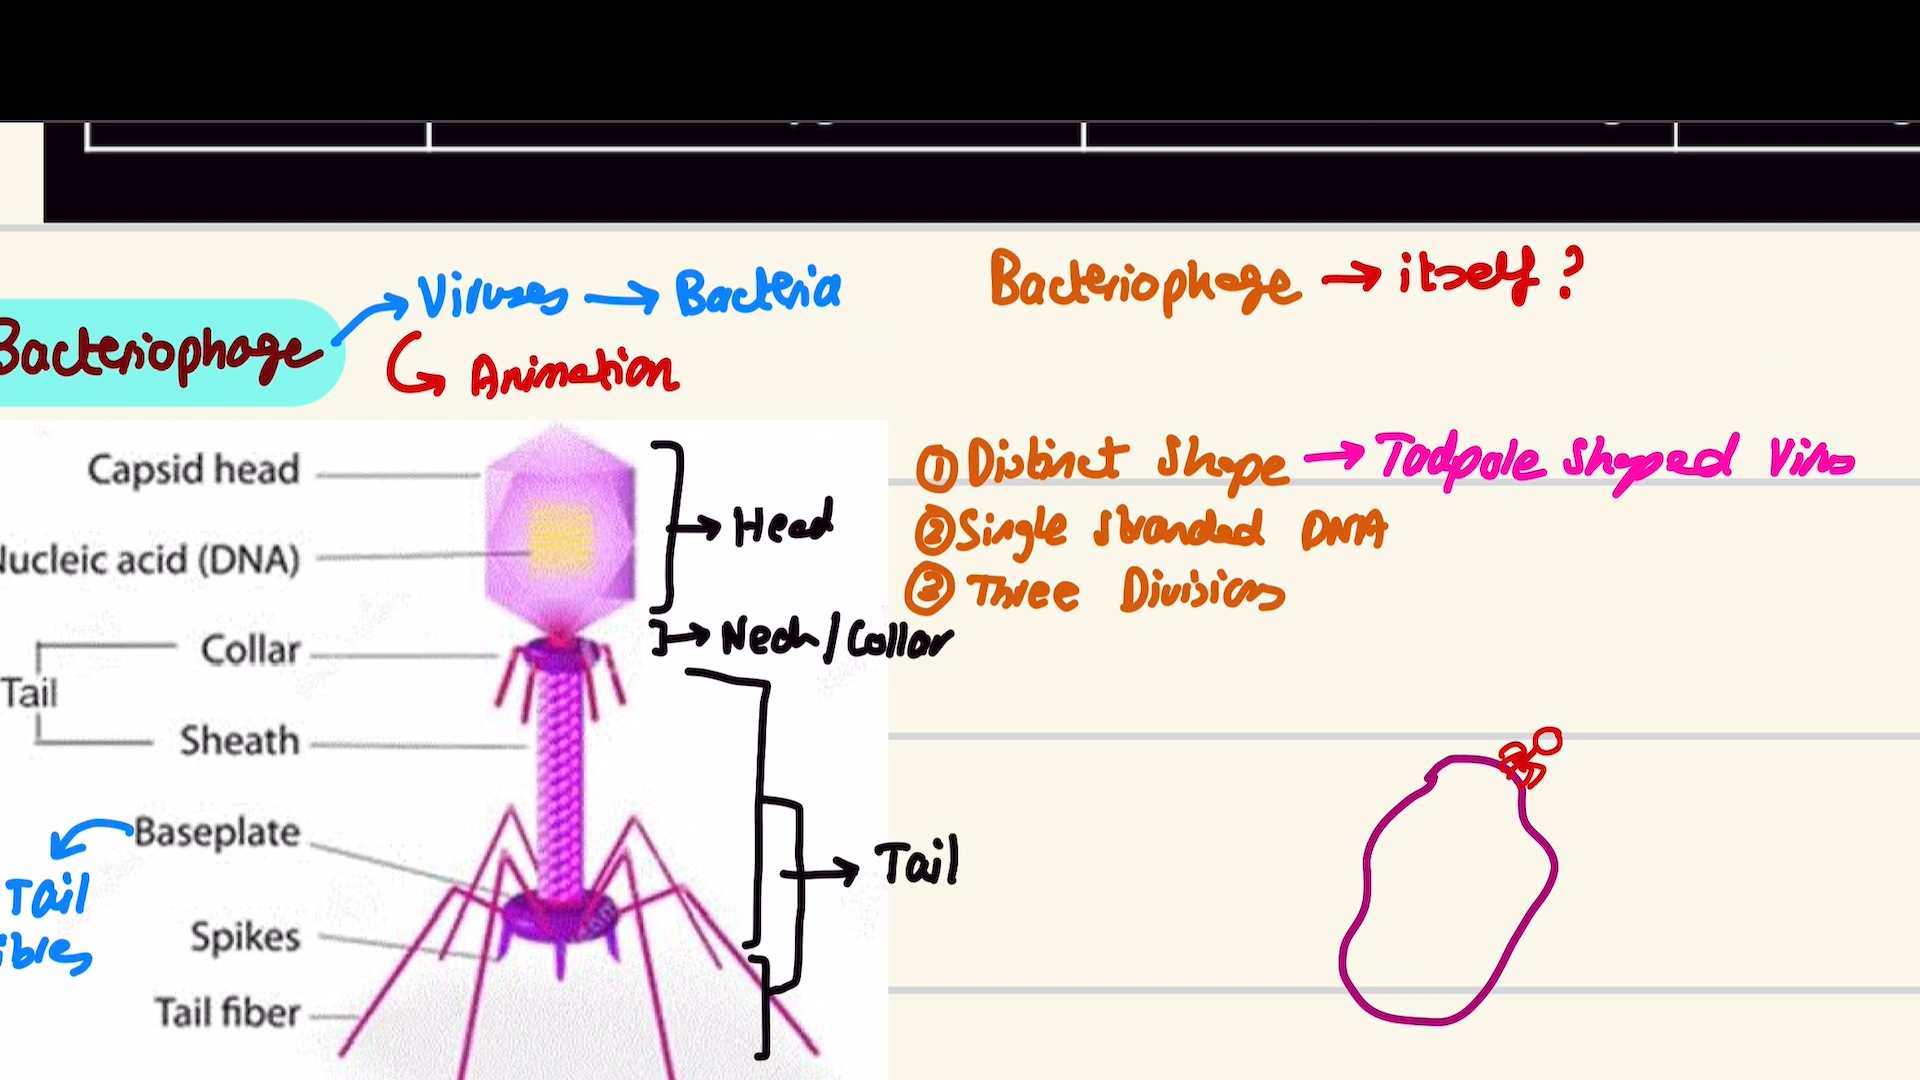 Viruses → Bacteria
Bacteriophage → itself ?
Bacteriophage
Animation
Capsid head
Head
① Distinct Shape → Tadpole Shaped Virus
② Single Stranded DNA
Nucleic acid (DNA)
③ Three Divisions
Neck/Collar
Collar
Tail
Sheath
Baseplate
Tail
Tail
Spikes
Tail fiber